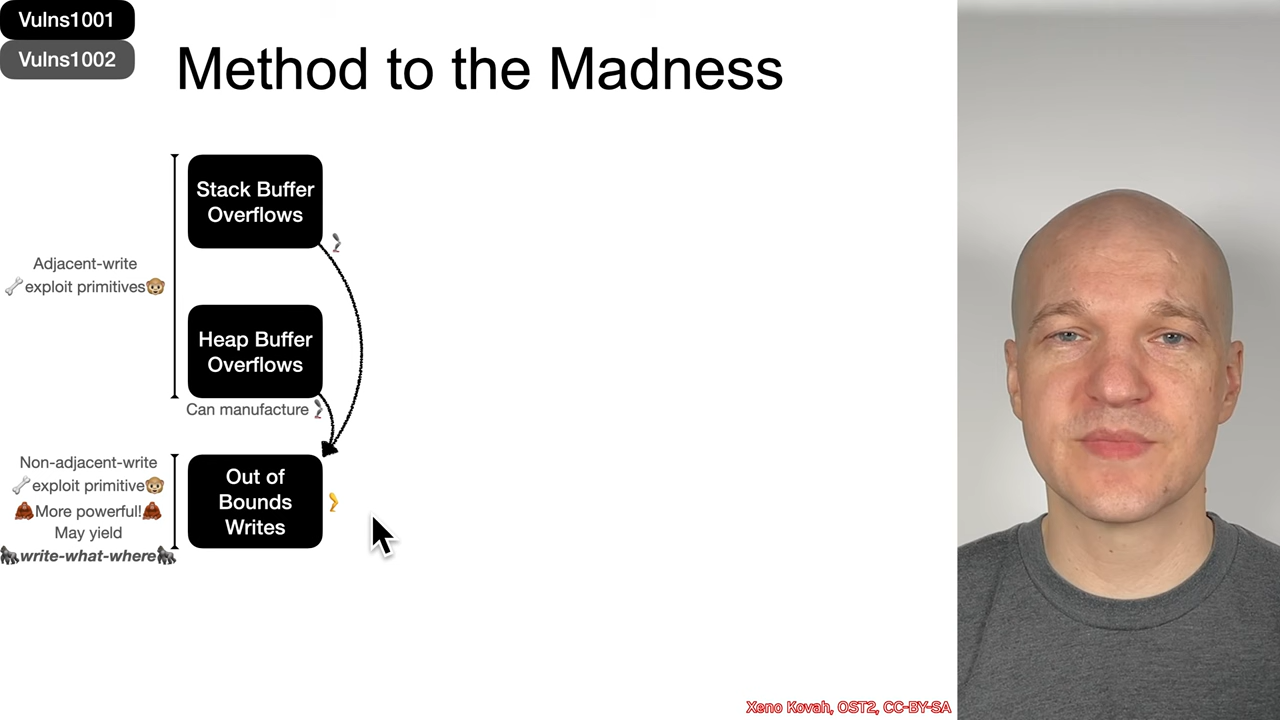 Vulns1001
Vulns1002
Method to the Madness
Stack Buffer
Overflows
Adjacent-write
exploit primitives
Heap Buffer
Overflows
Can manufacture
Non-adjacent-write
exploit primitive
More powerful!
May yield
write-what-where
Out of
Bounds
Writes
Xeno Kovah, OST2, CC-BY-SA